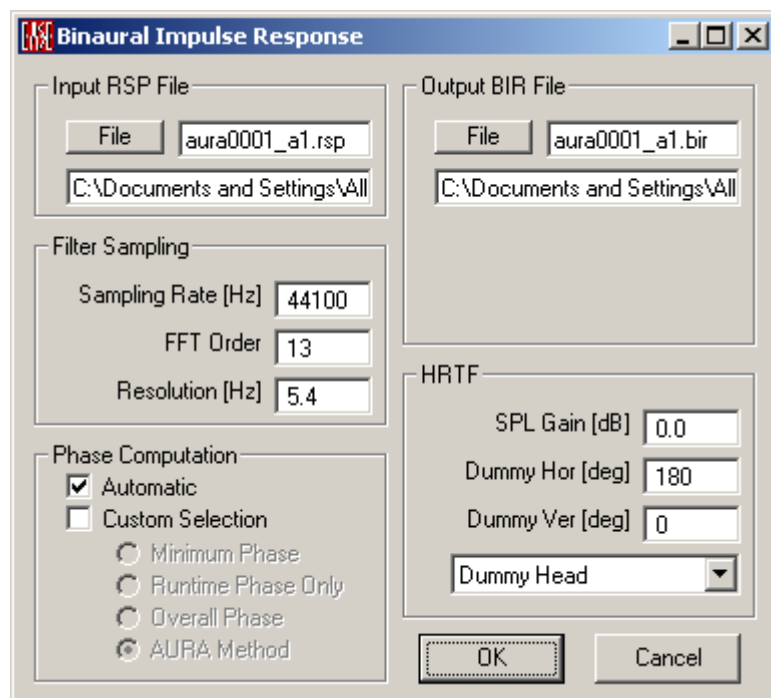 Binaural Impulse Response
Input RSP File
File
aura0001_a1.rsp
C:\Documents and Settings\All
Filter Sampling
Sampling Rate [Hz]
44100
FFT Order
13
Resolution [Hz]
5.4
Phase Computation
Automatic
Custom Selection
Minimum Phase
Runtime Phase Only
Overall Phase
AURA Method
Output BIR File
File
aura0001_a1.bir
C:\Documents and Settings\All
HRTF
SPL Gain [dB]
0.0
Dummy Hor [deg]
180
Dummy Ver [deg]
0
Dummy Head
OK
Cancel